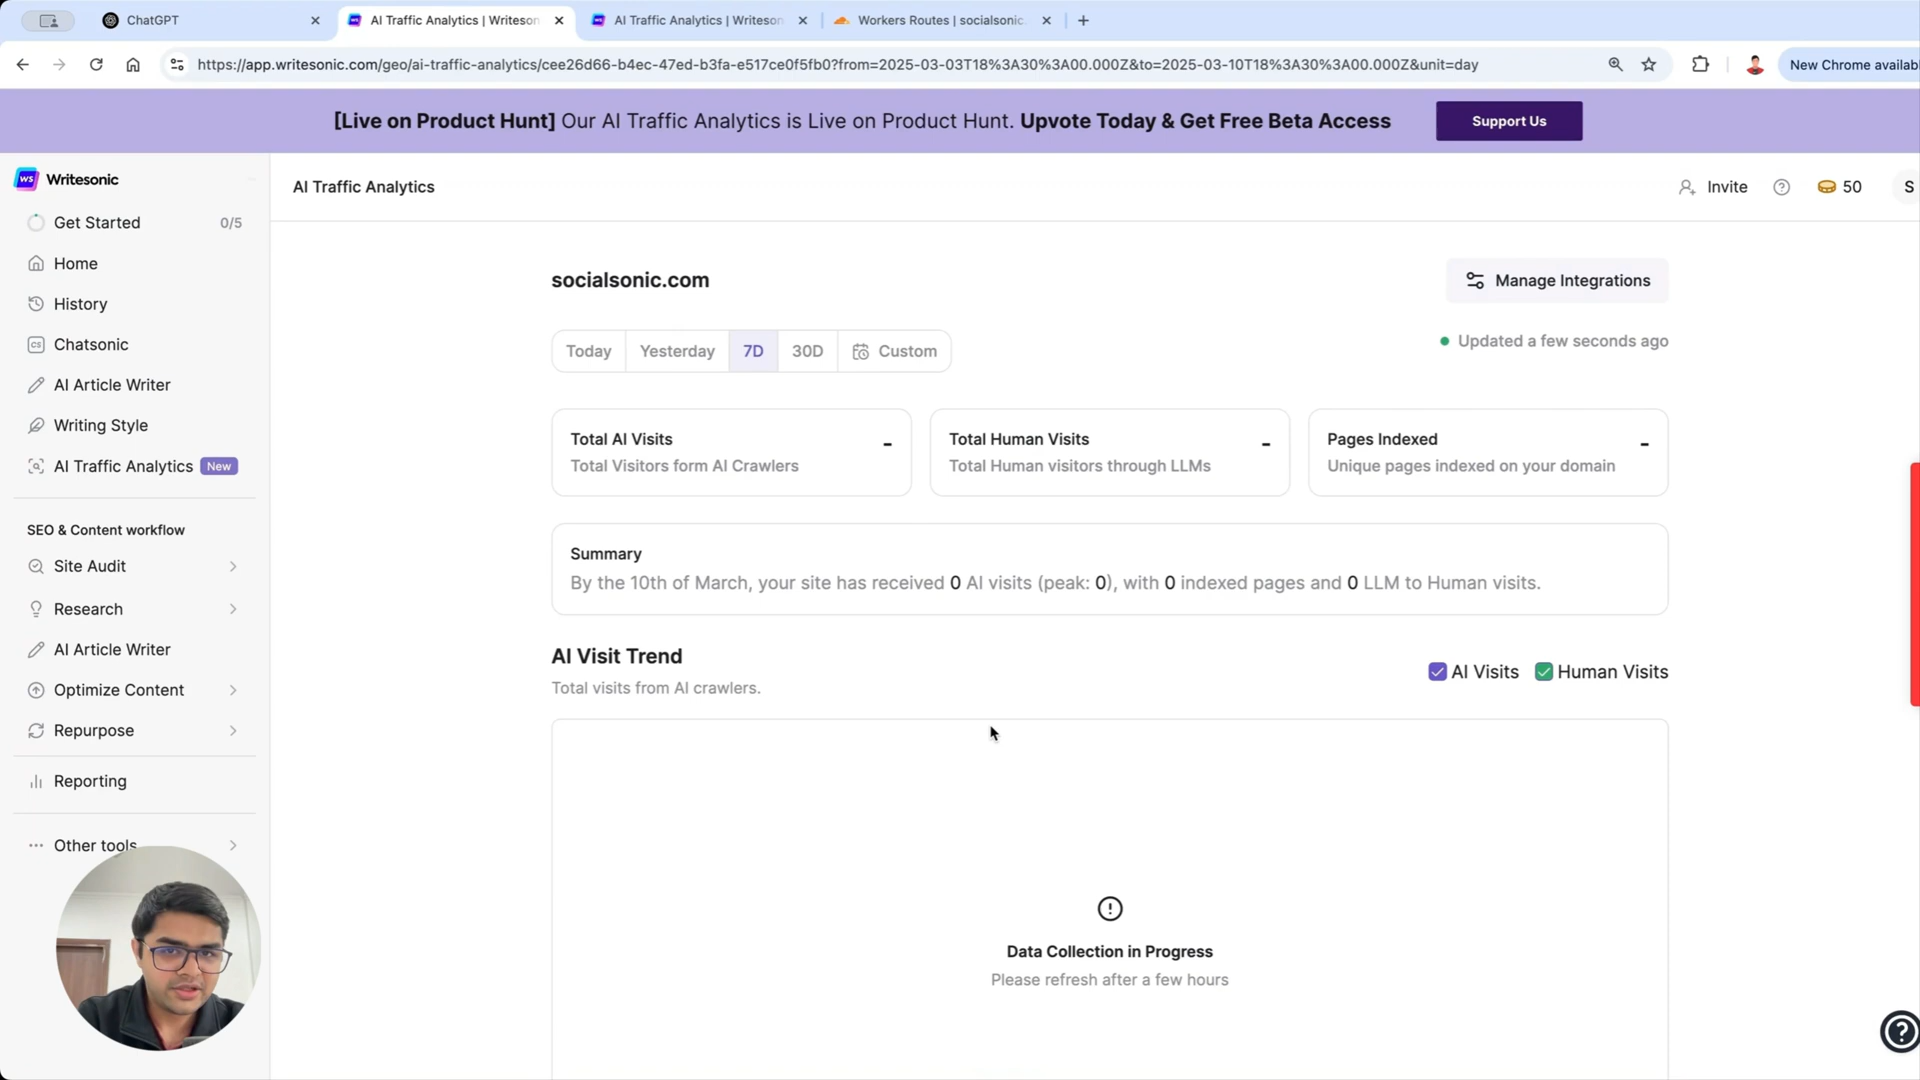 ChatGPT
AI Traffic Analytics | Writeson
AI Traffic Analytics | Writeson
Workers Routes | socialsonic.
https://app.writesonic.com/geo/ai-traffic-analytics/cee26d66-b4ec-47ed-b3fa-e517ce0f5fb0?from=2025-03-03T18%3A30%3A00.000Z&to=2025-03-10T18%3A30%3A00.000Z&unit=day
New Chrome availabl
[Live on Product Hunt] Our AI Traffic Analytics is Live on Product Hunt. Upvote Today & Get Free Beta Access
Support Us
WS Writesonic
AI Traffic Analytics
Invite
50
S
Get Started 0/5
Home
History
CS Chatsonic
AI Article Writer
Writing Style
AI Traffic Analytics New
SEO & Content workflow
Site Audit
Research
AI Article Writer
Optimize Content
Repurpose
Reporting
Other tools
socialsonic.com
Manage Integrations
Today Yesterday 7D 30D Custom
Updated a few seconds ago
Total AI Visits -
Total Visitors form AI Crawlers
Total Human Visits -
Total Human visitors through LLMs
Pages Indexed -
Unique pages indexed on your domain
Summary
By the 10th of March, your site has received 0 AI visits (peak: 0), with 0 indexed pages and 0 LLM to Human visits.
AI Visit Trend
Total visits from AI crawlers.
AI Visits Human Visits
Data Collection in Progress
Please refresh after a few hours